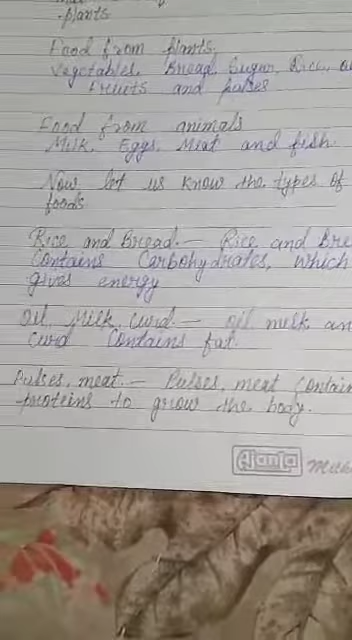 plants
Food from plants
Vegetables, Bread, Sugar, Rice,
Fruits and pulses
Food from animals
Milk, Eggs, Meat and fish.
Now let us know the types of
foods
Rice and Bread. – Rice and Bre
Contains Carbohydrates, which
gives energy
Oil, Milk, Curd. – Oil milk an
Curd Contains fat.
Pulses, meat. – Pulses, meat contain
proteins to grow the body.
Ajanta